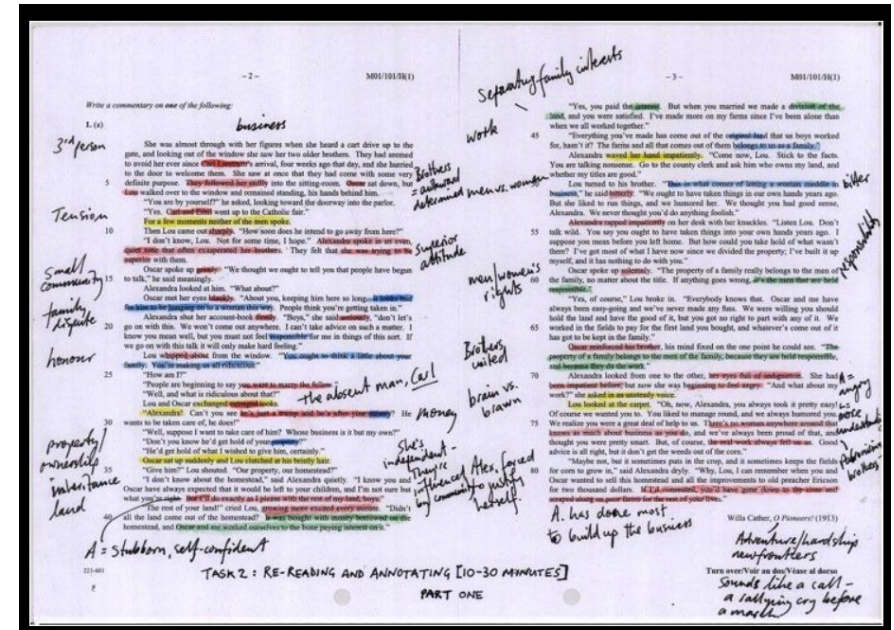 - 2 -
M01/101/H(1)
Write a commentary on one of the following:
1. (a)
business
3rd person
She was almost through with her figures when she heard a cart drive up to the
gate, and looking out of the window she saw her two older brothers. They had seemed
to avoid her ever since Carl Linstrum's arrival, four weeks ago that day, and she hurried
to the door to welcome them. She saw at once that they had come with some very
5 definite purpose. They followed her stiffly into the sitting-room. Oscar sat down, but
Lou walked over to the window and remained standing, his hands behind him.
"You are by yourself?" he asked, looking toward the doorway into the parlor.
"Yes. Carl and Emil went up to the Catholic fair."
For a few moments neither of the men spoke.
10 Then Lou came out sharply. "How soon does he intend to go away from here?"
"I don't know, Lou. Not for some time, I hope." Alexandra spoke in an even,
quiet tone that often exasperated her brothers. They felt that she was trying to be
superior with them.
Oscar spoke up grimly. "We thought we ought to tell you that people have begun
15 to talk," he said meaningly.
Alexandra looked at him. "What about?"
Oscar met her eyes blankly. "About you, keeping him here so long. It looks bad
for him to be hanging on to a woman this way. People think you're getting taken in."
Alexandra shut her account-book firmly. "Boys," she said seriously, "don't let's
20 go on with this. We won't come out anywhere. I can't take advice on such a matter. I
know you mean well, but you must not feel responsible for me in things of this sort. If
we go on with this talk it will only make hard feeling."
Lou whipped about from the window. "You ought to think a little about your
family. You're making us all ridiculous."
25 "How am I?"
"People are beginning to say you want to marry the fellow."
"Well, and what is ridiculous about that?"
Lou and Oscar exchanged outraged looks.
"Alexandra! Can't you see he's just a tramp and he's after your money? He
30 wants to be taken care of, he does!"
"Well, suppose I want to take care of him? Whose business is it but my own?"
"Don't you know he'd get hold of your property?"
"He'd get hold of what I wished to give him, certainly."
Oscar sat up suddenly and Lou clutched at his bristly hair.
35 "Give him?" Lou shouted. "Our property, our homestead?"
"I don't know about the homestead," said Alexandra quietly. "I know you and
Oscar have always expected that it would be left to your children, and I'm not sure but
what you're right. But I'll do exactly as I please with the rest of my land, boys."
"The rest of your land!" cried Lou, growing more excited every minute. "Didn't
40 all the land come out of the homestead? It was bought with money borrowed on the
homestead, and Oscar and me worked ourselves to the bone paying interest on it."
Tension
small
community
family
dispute
honour
property/
ownership
inheritance
land
Brothers
= awkward
determined
superior
attitude
the absent man, Carl
money
She's
independent -
They're
influenced
by community
A = stubborn, self-confident
221-601
TASK 2: RE-READING AND ANNOTATING [10-30 MINUTES]
PART ONE
- 3 -
M01/101/H(1)
separating family interests
work
men vs. women
men/women's
rights
Brothers
united
brain vs.
brawn
Alex. forced
to justify
herself.
"Yes, you paid the interest. But when you married we made a division of the
land, and you were satisfied. I've made more on my farms since I've been alone than
when we all worked together."
45 "Everything you've made has come out of the original land that us boys worked
for, hasn't it? The farms and all that comes out of them belongs to us as a family."
Alexandra waved her hand impatiently. "Come now, Lou. Stick to the facts.
You are talking nonsense. Go to the county clerk and ask him who owns my land, and
whether my titles are good."
50 Lou turned to his brother. "This is what comes of letting a woman meddle in
business," he said bitterly. "We ought to have taken things in our own hands years ago.
But she liked to run things, and we humored her. We thought you had good sense,
Alexandra. We never thought you'd do anything foolish."
Alexandra rapped impatiently on her desk with her knuckles. "Listen Lou. Don't
55 talk wild. You say you ought to have taken things into your own hands years ago. I
suppose you mean before you left home. But how could you take hold of what wasn't
there? I've got most of what I have now since we divided the property; I've built it up
myself, and it has nothing to do with you."
Oscar spoke up solemnly. "The property of a family really belongs to the men of
60 the family, no matter about the title. If anything goes wrong, it's the men that are held
responsible."
"Yes, of course," Lou broke in. "Everybody knows that. Oscar and me have
always been easy-going and we've never made any fuss. We were willing you should
hold the land and have the good of it, but you got no right to part with any of it. We
65 worked in the fields to pay for the first land you bought, and whatever's come out of it
has got to be kept in the family."
Oscar reinforced his brother, his mind fixed on the one point he could see. "The
property of a family belongs to the men of the family, because they are held responsible,
and because they do the work."
70 Alexandra looked from one to the other, her eyes full of indignation. She had
been impatient before, but now she was beginning to feel angry. "And what about my
work?" she asked in an unsteady voice.
Lou looked at the carpet. "Oh, now, Alexandra, you always took it pretty easy!
Of course we wanted you to. You liked to manage round, and we always humored you.
75 We realize you were a great deal of help to us. There's no woman anywhere around that
knows as much about business as you do, and we've always been proud of that, and
thought you were pretty smart. But, of course, the real work always fell on us. Good
advice is all right, but it don't get the weeds out of the corn."
"Maybe not, but it sometimes puts in the crop, and it sometimes keeps the fields
80 for corn to grow in," said Alexandra dryly. "Why, Lou, I can remember when you and
Oscar wanted to sell this homestead and all the improvements to old preacher Ericson
for two thousand dollars. If I'd consented, you'd have gone down to the river and
scraped along on poor farms for the rest of your lives."
bitter
responsibility
A =
angry
voice
Patronising
brothers
A. has done most
to build up the business
Willa Cather, O Pioneers! (1913)
Adventure/hardship
new frontiers
Turn over/Voir au dos/Véase al dorso
Sounds like a call -
a rallying cry before
a march